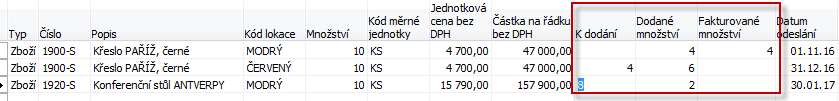 Typ Číslo Popis Kód lokace Množství Kód měrné jednotky Jednotková cena bez DPH Částka na řádku bez DPH K dodání Dodané množství Fakturované množství Datum odeslání
Zboží 1900-S Křeslo PAŘÍŽ, černé MODRÝ 10 KS 4 700,00 47 000,00 4 4 01.11.16
Zboží 1900-S Křeslo PAŘÍŽ, černé ČERVENÝ 10 KS 4 700,00 47 000,00 4 6 31.12.16
Zboží 1920-S Konferenční stůl ANTVERPY MODRÝ 10 KS 15 790,00 157 900,00 8 2 30.01.17